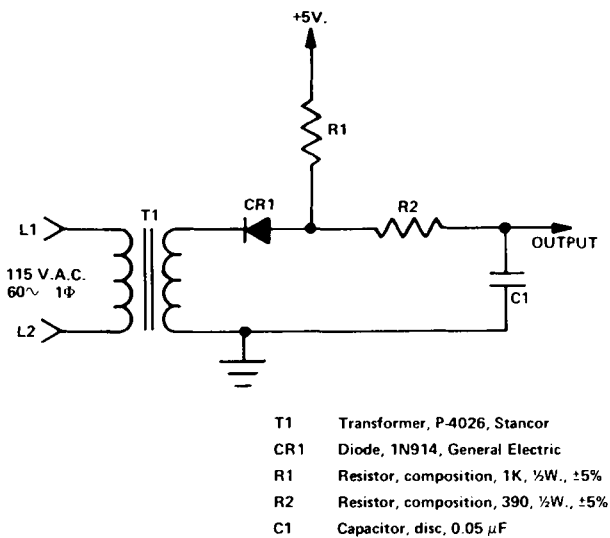 +5V.
R1
CR1
R2
T1
L1
OUTPUT
115 V.A.C.
60∿ 1Φ
C1
L2
T1 Transformer, P-4026, Stancor
CR1 Diode, 1N914, General Electric
R1 Resistor, composition, 1K, ½W., ±5%
R2 Resistor, composition, 390, ½W., ±5%
C1 Capacitor, disc, 0.05 μF